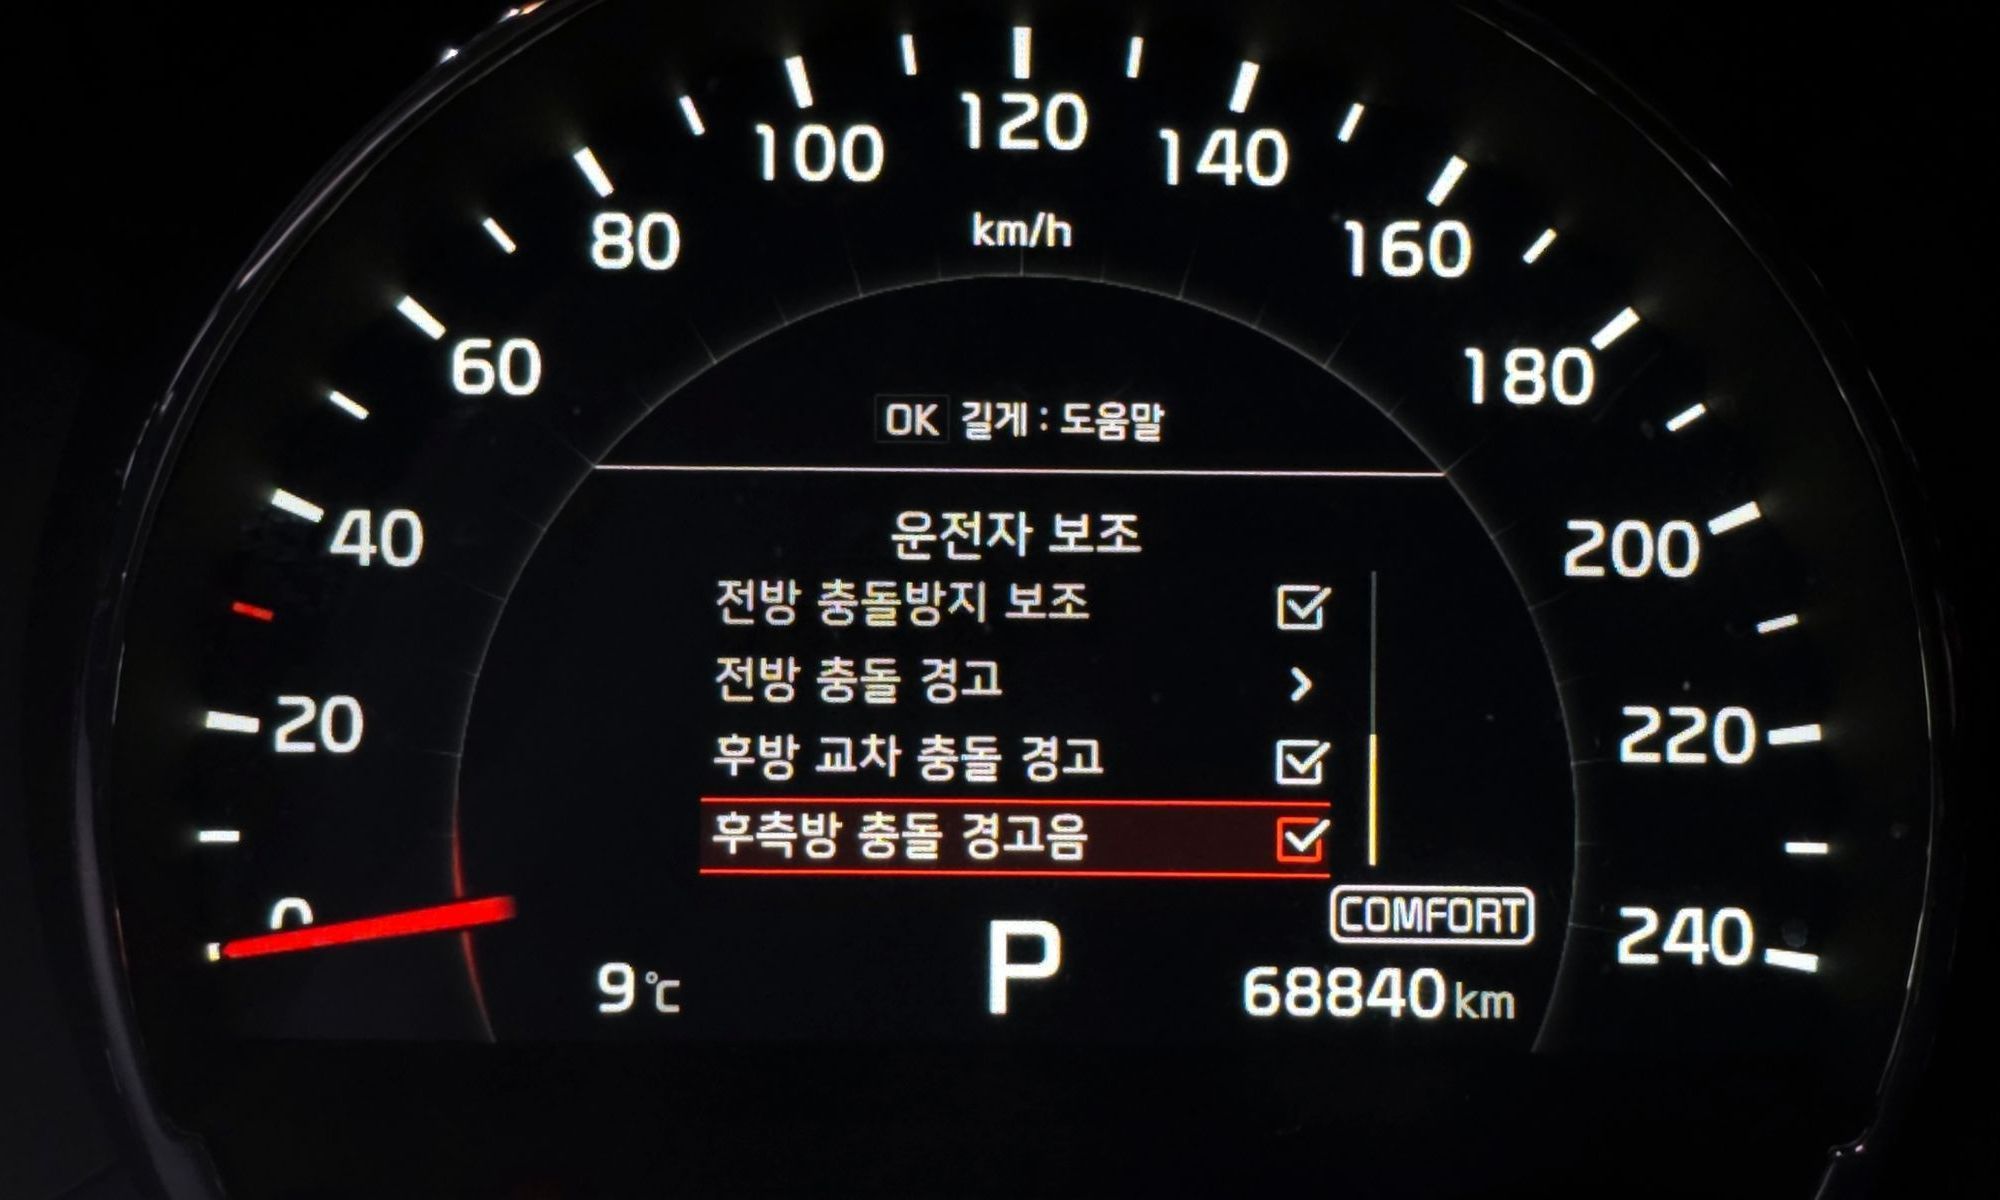 120
100
140
80
km/h
160
60
180
OK 길게 : 도움말
40
운전자 보조
200
전방 충돌방지 보조
전방 충돌 경고 >
20
220
후방 교차 충돌 경고
후측방 충돌 경고음
0
COMFORT
240
9℃
P
68840 km